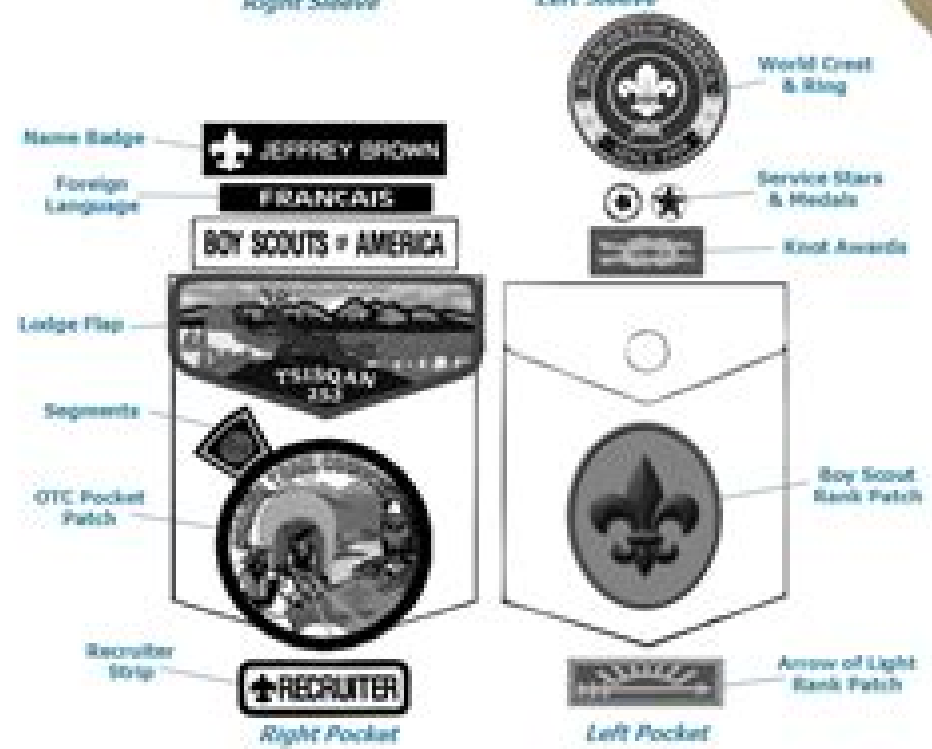 Right Sleeve
Left Sleeve
World Crest
& Ring
Name Badge
JEFFREY BROWN
Foreign
Language
FRANCAIS
Service Stars
& Medals
BOY SCOUTS OF AMERICA
Knot Awards
Lodge Flap
TSISQAN
253
Segments
OTC Pocket
Patch
Boy Scout
Rank Patch
Recruiter
Strip
RECRUITER
Arrow of Light
Rank Patch
Right Pocket
Left Pocket